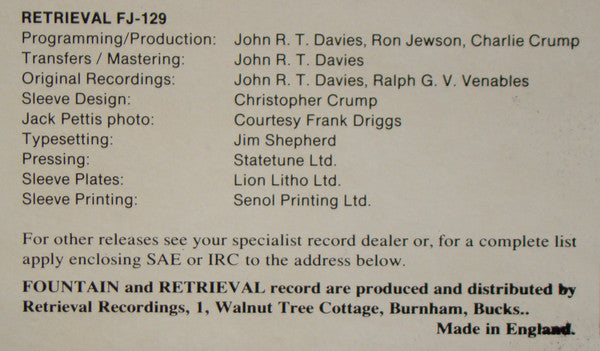 RETRIEVAL FJ-129
Programming/Production: John R. T. Davies, Ron Jewson, Charlie Crump
Transfers / Mastering: John R. T. Davies
Original Recordings: John R. T. Davies, Ralph G. V. Venables
Sleeve Design: Christopher Crump
Jack Pettis photo: Courtesy Frank Driggs
Typesetting: Jim Shepherd
Pressing: Statetune Ltd.
Sleeve Plates: Lion Litho Ltd.
Sleeve Printing: Senol Printing Ltd.
For other releases see your specialist record dealer or, for a complete list
apply enclosing SAE or IRC to the address below.
FOUNTAIN and RETRIEVAL record are produced and distributed by
Retrieval Recordings, 1, Walnut Tree Cottage, Burnham, Bucks..
Made in England.